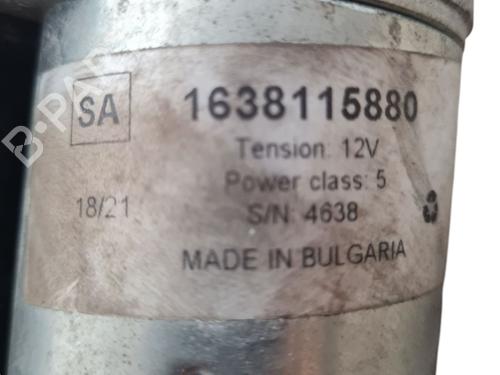 SA
1638115880
Tension: 12V
Power class: 5
18/21
S/N: 4638
MADE IN BULGARIA